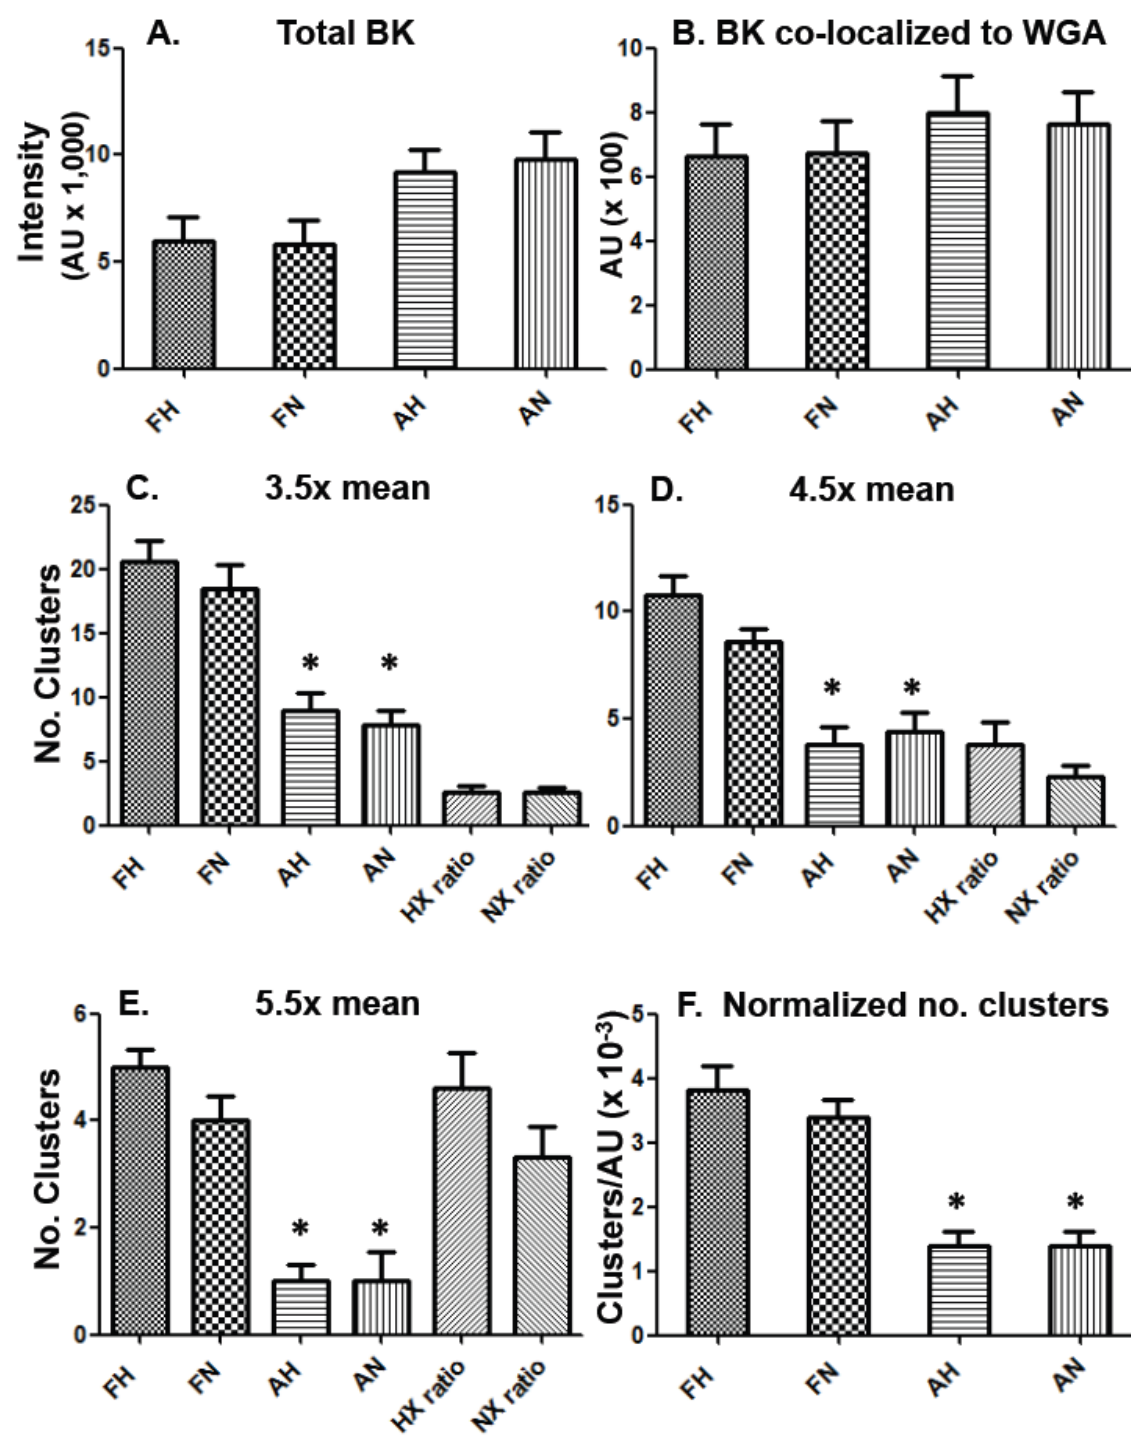 A. Total BK
15
10
5
0
Intensity
(AU x 1,000)
FH
FN
AH
AN
B. BK co-localized to WGA
10
8
6
4
2
0
AU (x 100)
FH
FN
AH
AN
C. 3.5x mean
25
20
15
10
5
0
No. Clusters
*
*
FH
FN
AH
AN
HX ratio
NX ratio
D. 4.5x mean
15
10
5
0
*
*
FH
FN
AH
AN
HX ratio
NX ratio
E. 5.5x mean
6
4
2
0
No. Clusters
*
*
FH
FN
AH
AN
HX ratio
NX ratio
F. Normalized no. clusters
5
4
3
2
1
0
Clusters/AU (x 10⁻³)
*
*
FH
FN
AH
AN